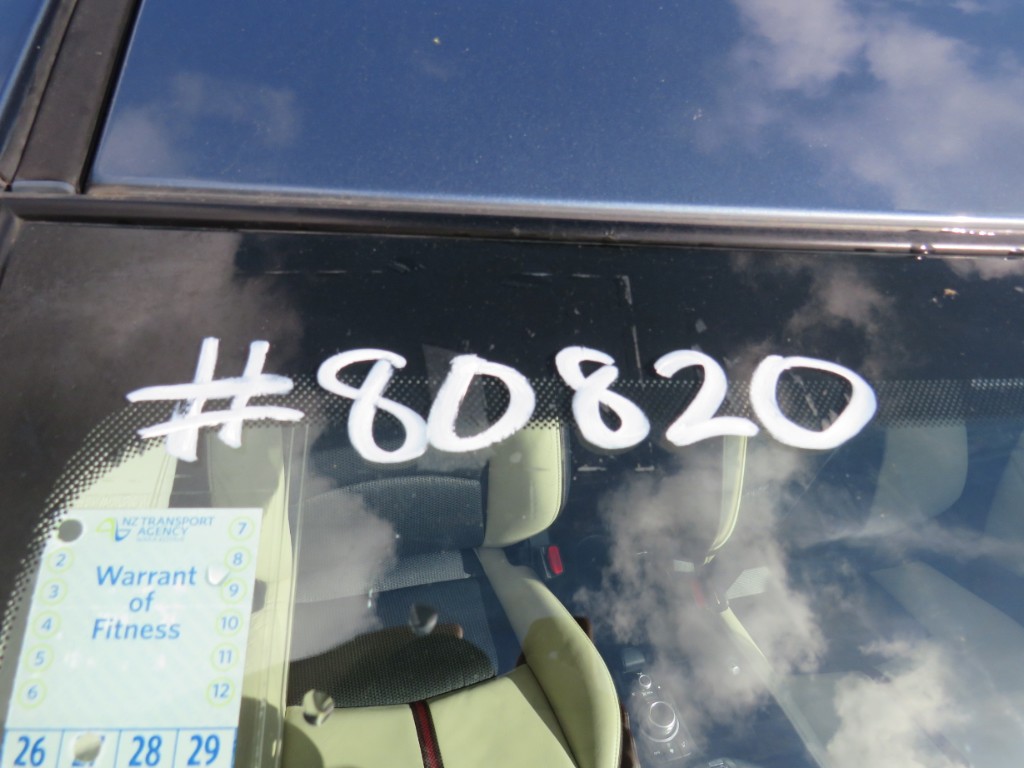 #80820
NZ TRANSPORT
AGENCY
Warrant
of
Fitness
7
2 8
3 9
4 10
5 11
6 12
26 28 29